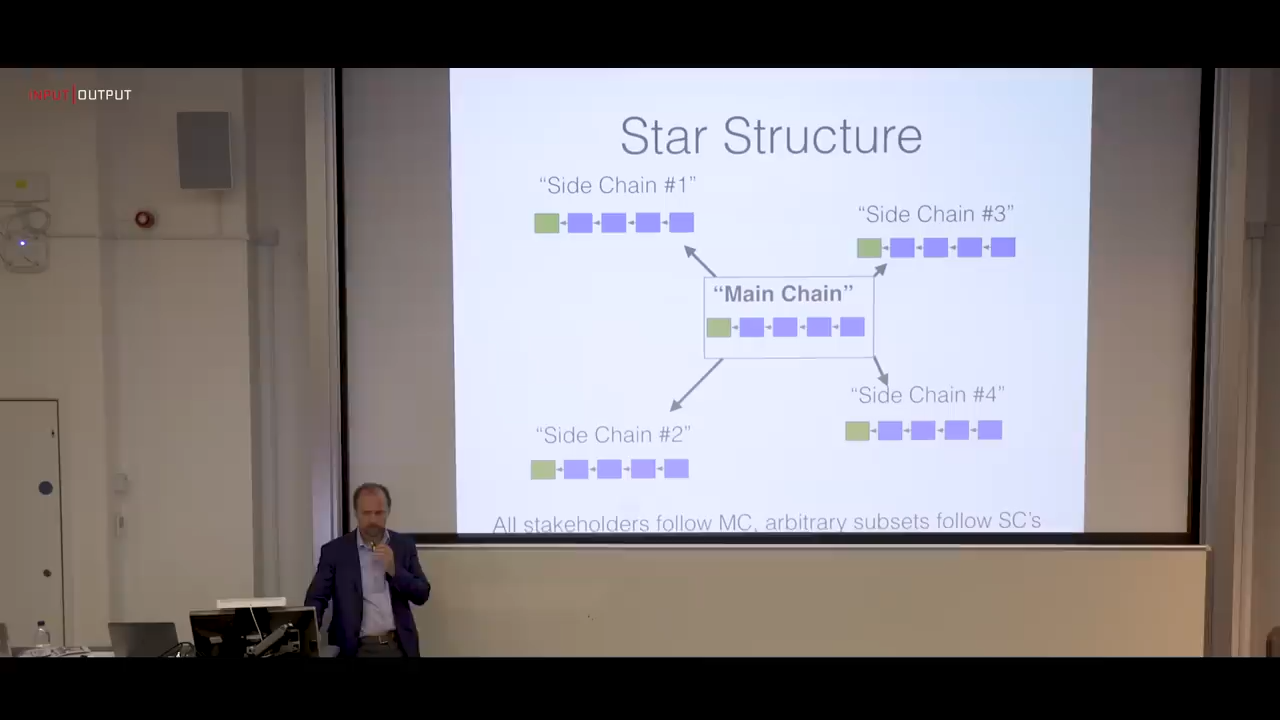 INPUT|OUTPUT
Star Structure
“Side Chain #1”
“Side Chain #3”
“Main Chain”
“Side Chain #4”
“Side Chain #2”
All stakeholders follow MC, arbitrary subsets follow SC’s